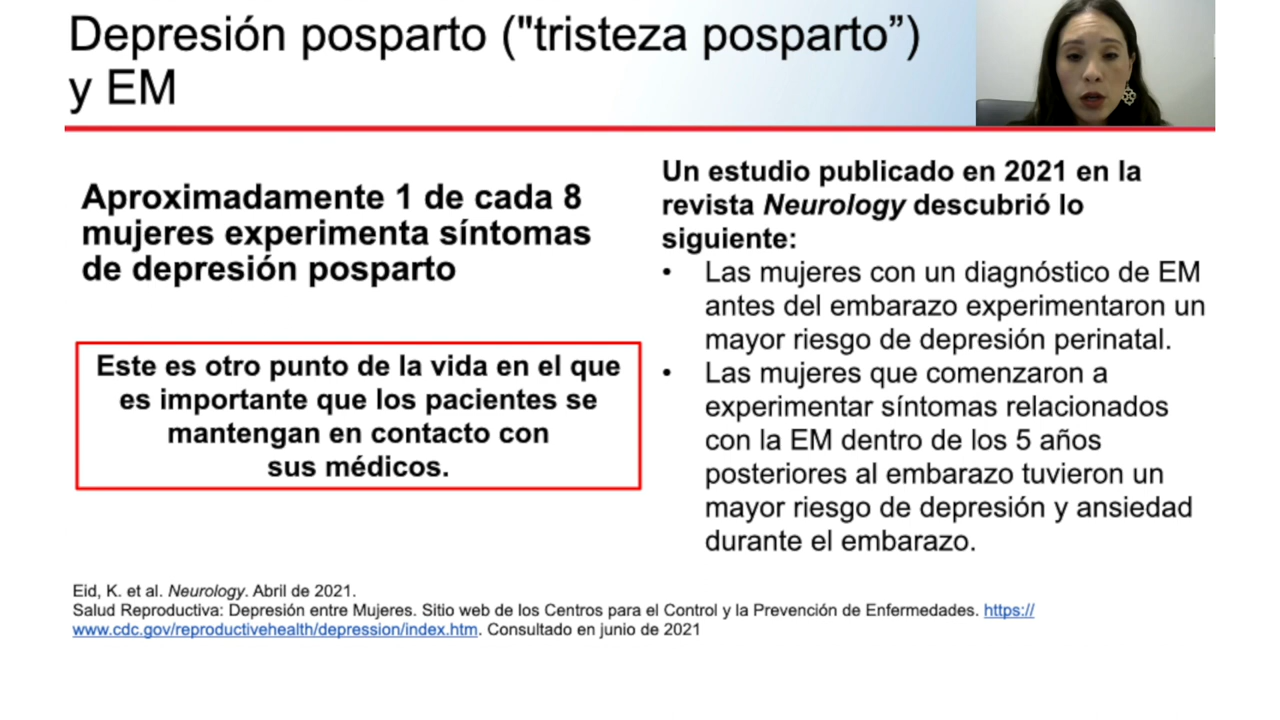 Depresión posparto ("tristeza posparto”)
y EM
Aproximadamente 1 de cada 8
mujeres experimenta síntomas
de depresión posparto
Este es otro punto de la vida en el que
es importante que los pacientes se
mantengan en contacto con
sus médicos.
Un estudio publicado en 2021 en la
revista Neurology descubrió lo
siguiente:
• Las mujeres con un diagnóstico de EM
antes del embarazo experimentaron un
mayor riesgo de depresión perinatal.
• Las mujeres que comenzaron a
experimentar síntomas relacionados
con la EM dentro de los 5 años
posteriores al embarazo tuvieron un
mayor riesgo de depresión y ansiedad
durante el embarazo.
Eid, K. et al. Neurology. Abril de 2021.
Salud Reproductiva: Depresión entre Mujeres. Sitio web de los Centros para el Control y la Prevención de Enfermedades. https://
www.cdc.gov/reproductivehealth/depression/index.htm. Consultado en junio de 2021